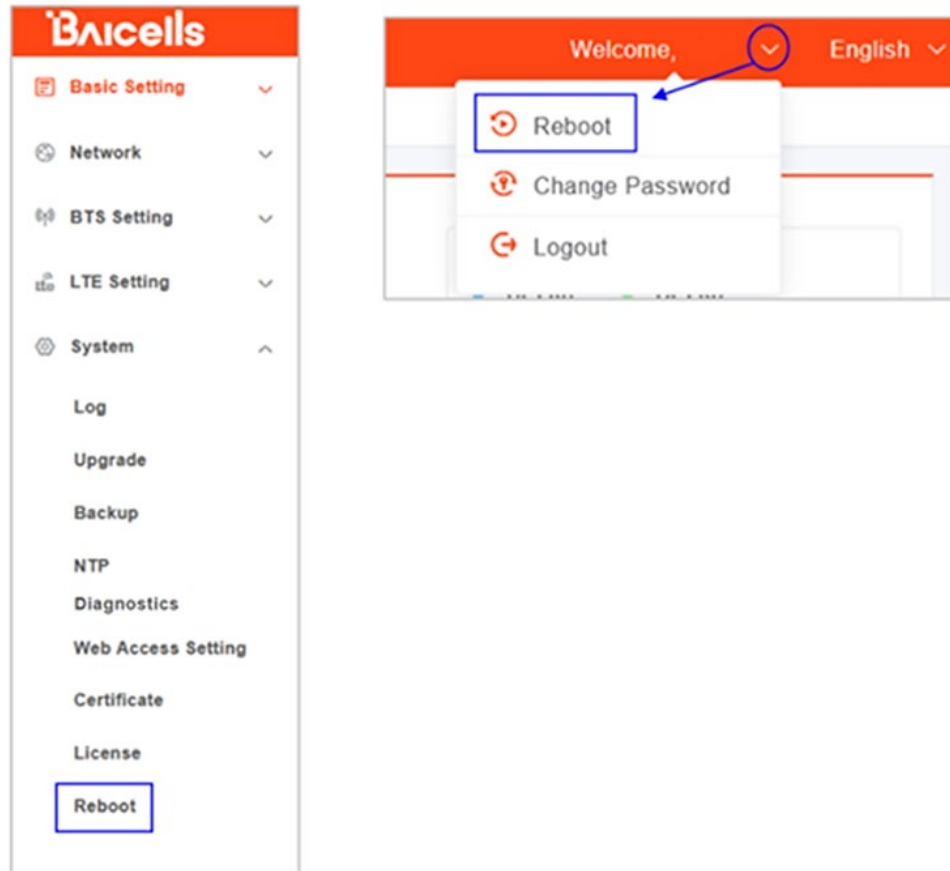 Baicells
Basic Setting
Network
BTS Setting
LTE Setting
System
Log
Upgrade
Backup
NTP
Diagnostics
Web Access Setting
Certificate
License
Reboot
Welcome, English
Reboot
Change Password
Logout